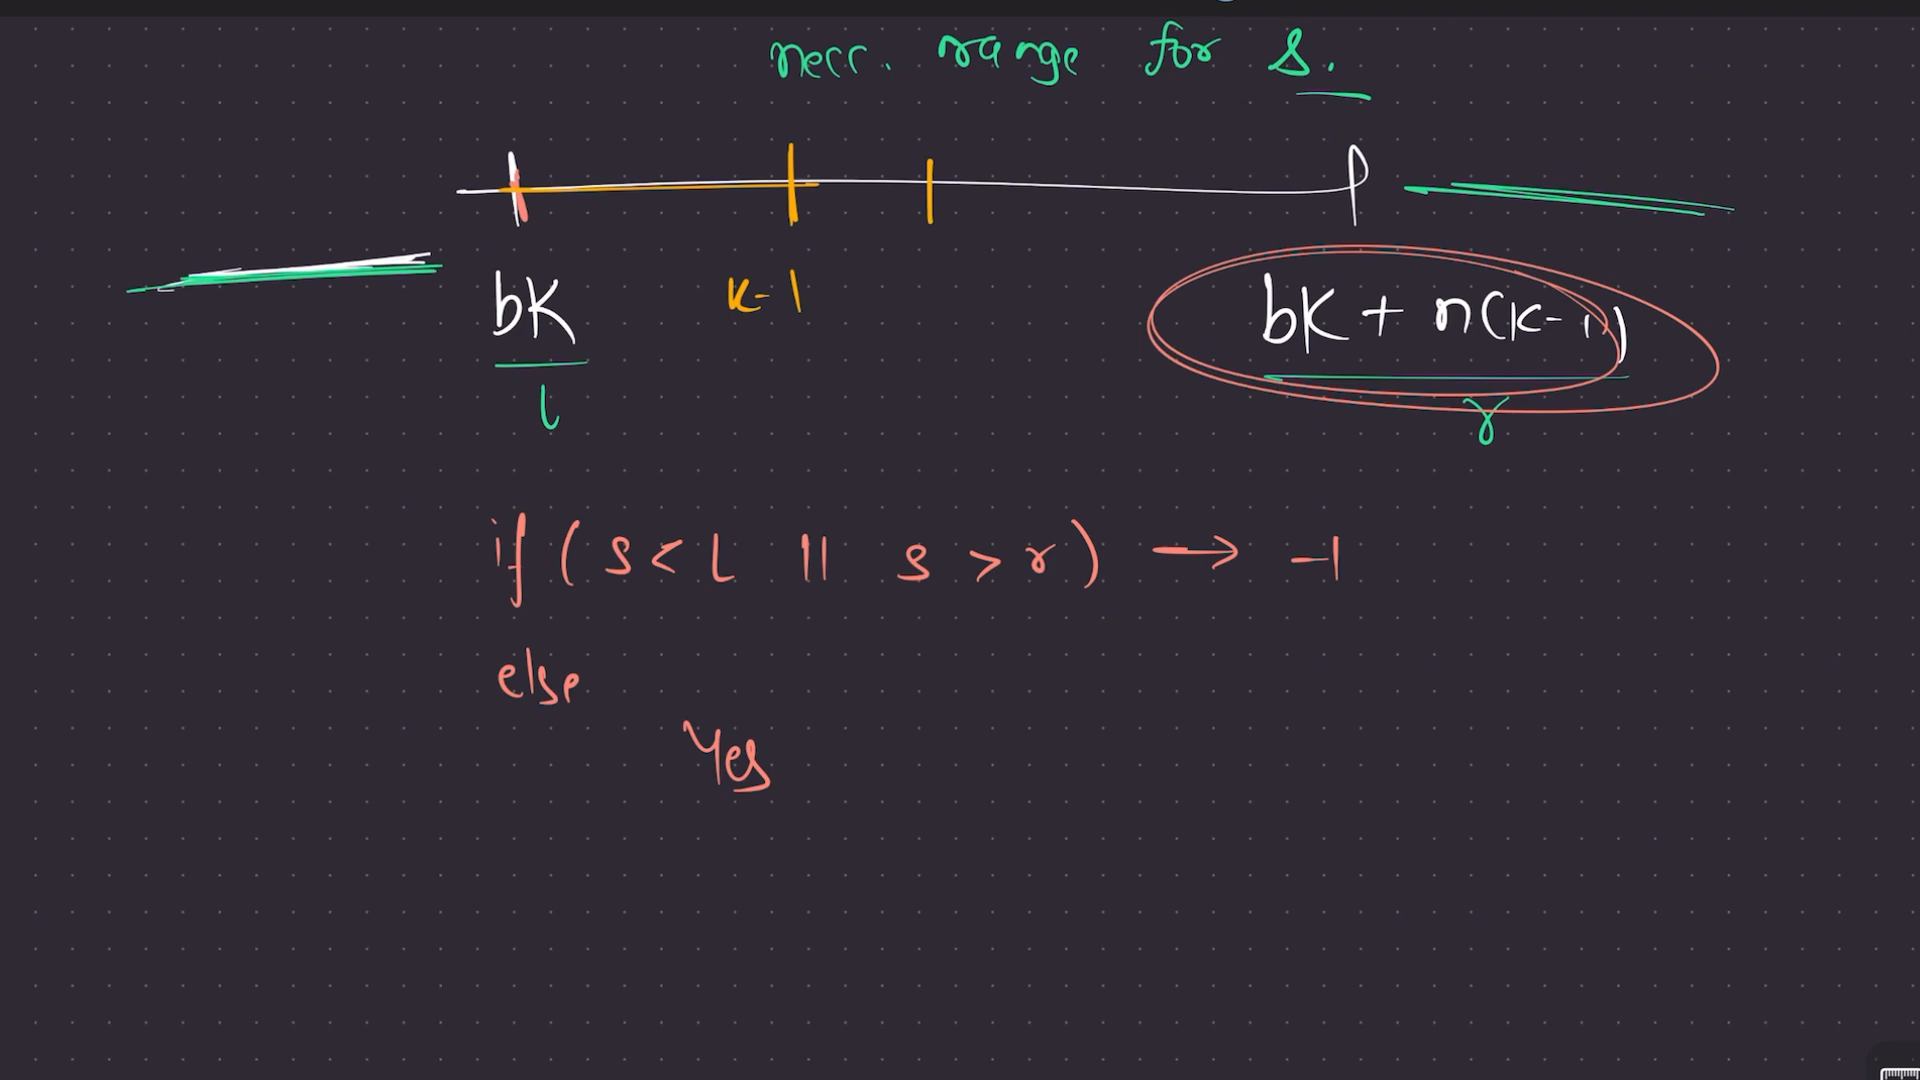 necc. range for s.
bk k-1 bk + n(k-1)
l r
if ( s < l || s > r ) → -1
else
Yes